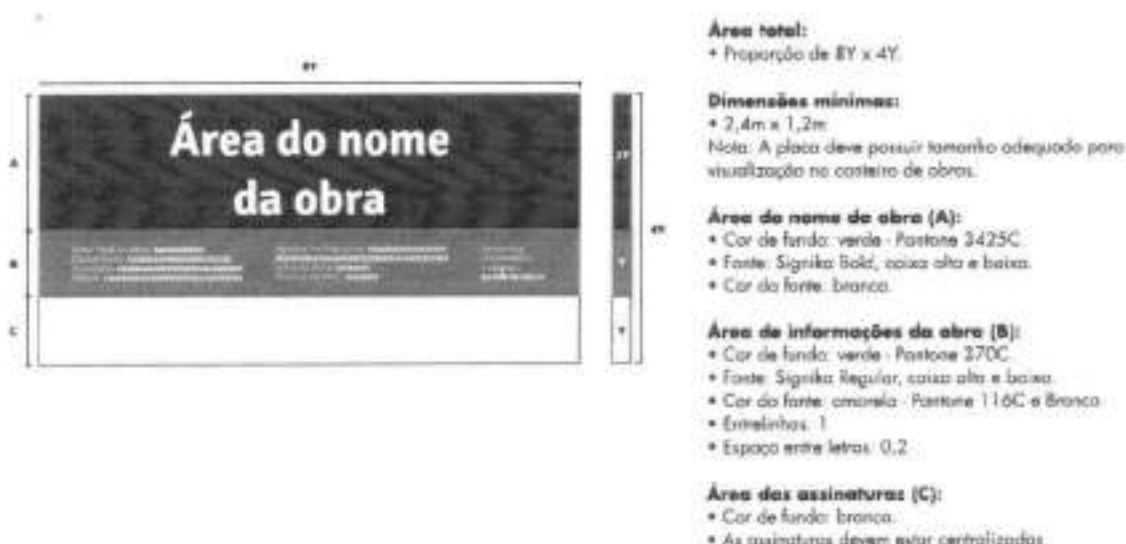 8Y
Área do nome
da obra
A
B
C
2Y
Y
Y
4Y
Área total:
• Proporção de 8Y x 4Y.
Dimensões mínimas:
• 2,4m x 1,2m
Nota: A placa deve possuir tamanho adequado para
visualização no canteiro de obras.
Área do nome da obra (A):
• Cor de fundo: verde - Pantone 3425C.
• Fonte: Signika Bold, caixa alta e baixa.
• Cor da fonte: branca.
Área de informações da obra (B):
• Cor de fundo: verde - Pantone 370C.
• Fonte: Signika Regular, caixa alta e baixa.
• Cor da fonte: amarela - Pantone 116C e Branca
• Entrelinhas: 1
• Espaço entre letras: 0,2
Área das assinaturas (C):
• Cor de fundo: branca.
• As assinaturas devem estar centralizadas